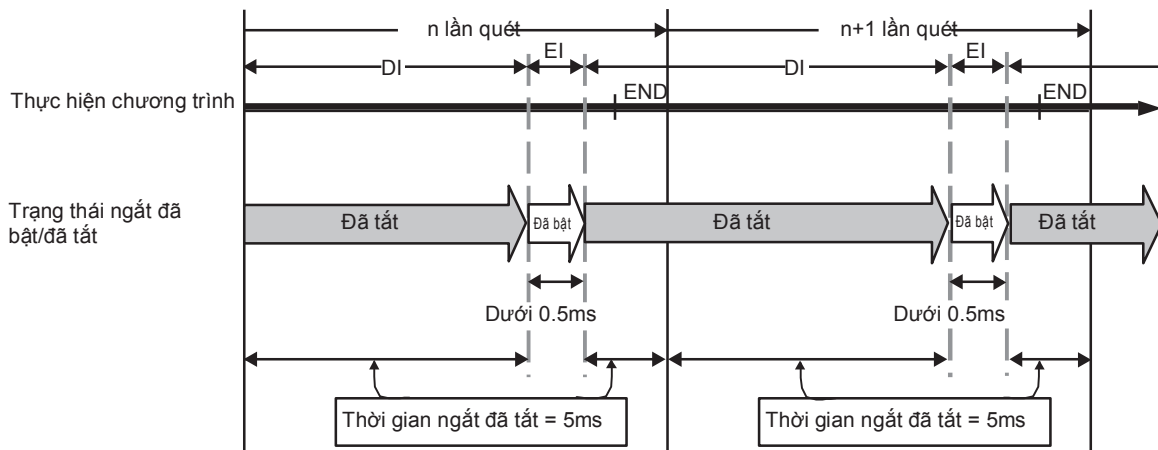 n lần quét
n+1 lần quét
DI
EI
DI
EI
Thực hiện chương trình
END
END
Trạng thái ngắt đã
bật/đã tắt
Đã tắt
Đã bật
Đã tắt
Đã bật
Đã tắt
Dưới 0.5ms
Dưới 0.5ms
Thời gian ngắt đã tắt = 5ms
Thời gian ngắt đã tắt = 5ms